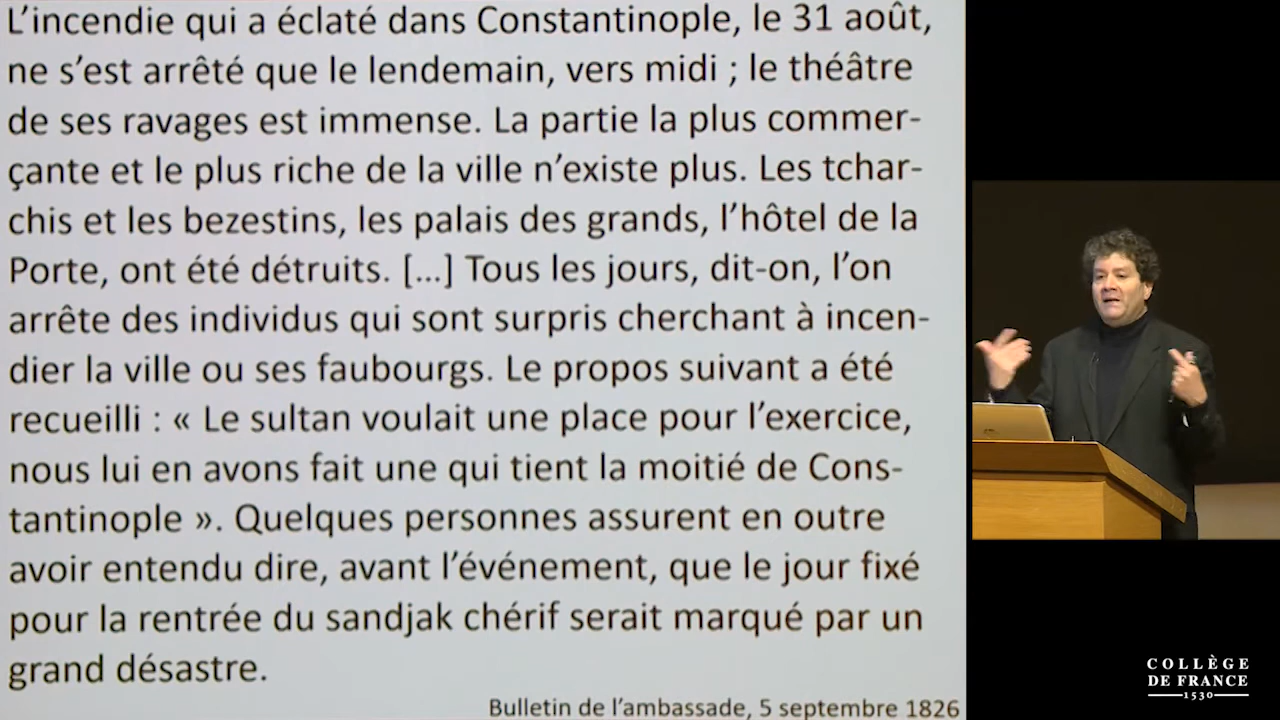 L’incendie qui a éclaté dans Constantinople, le 31 août,
ne s’est arrêté que le lendemain, vers midi ; le théâtre
de ses ravages est immense. La partie la plus commer-
çante et le plus riche de la ville n’existe plus. Les tchar-
chis et les bezestins, les palais des grands, l’hôtel de la
Porte, ont été détruits. [...] Tous les jours, dit-on, l’on
arrête des individus qui sont surpris cherchant à incen-
dier la ville ou ses faubourgs. Le propos suivant a été
recueilli : « Le sultan voulait une place pour l’exercice,
nous lui en avons fait une qui tient la moitié de Cons-
tantinople ». Quelques personnes assurent en outre
avoir entendu dire, avant l’événement, que le jour fixé
pour la rentrée du sandjak chérif serait marqué par un
grand désastre.
Bulletin de l’ambassade, 5 septembre 1826
COLLÈGE
DE FRANCE
1530